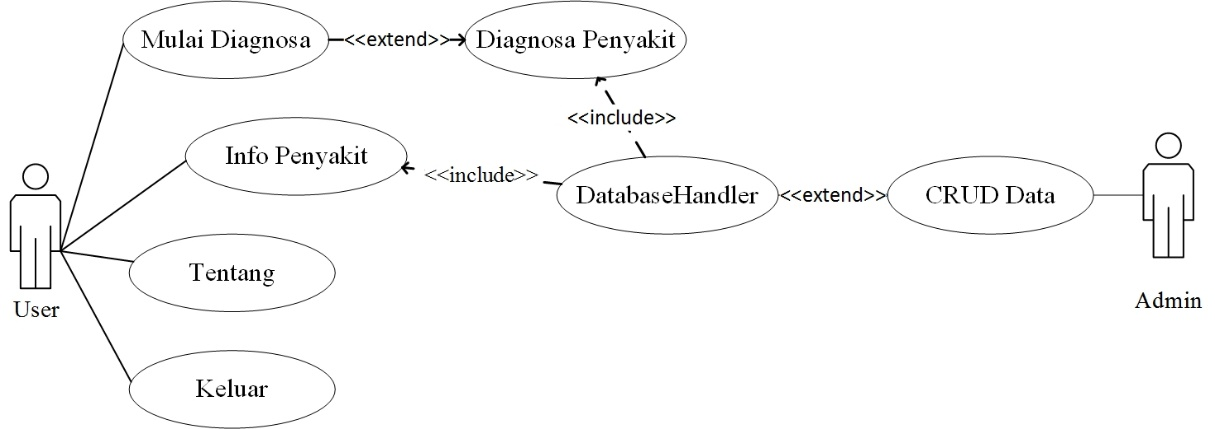 Mulai Diagnosa
<<extend>>
Diagnosa Penyakit
<<include>>
Info Penyakit
<<include>>
DatabaseHandler
<<extend>>
CRUD Data
Tentang
User
Admin
Keluar